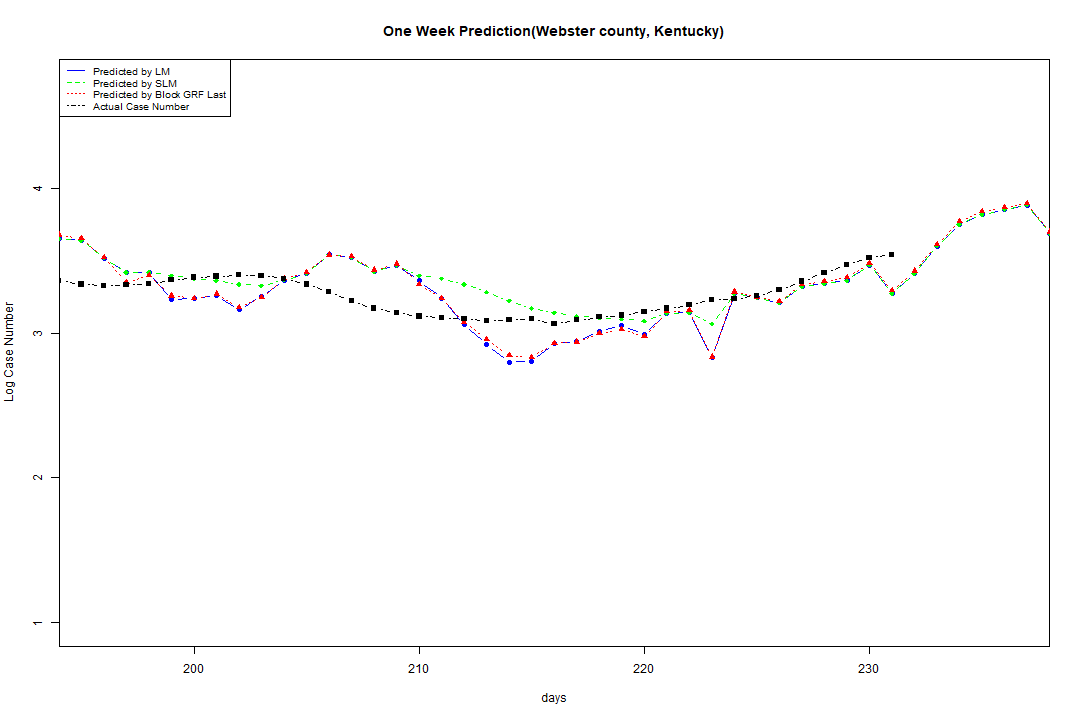 One Week Prediction(Webster county, Kentucky)
Predicted by LM
Predicted by SLM
Predicted by Block GRF Last
Actual Case Number
4
3
2
1
Log Case Number
200 210 220 230
days